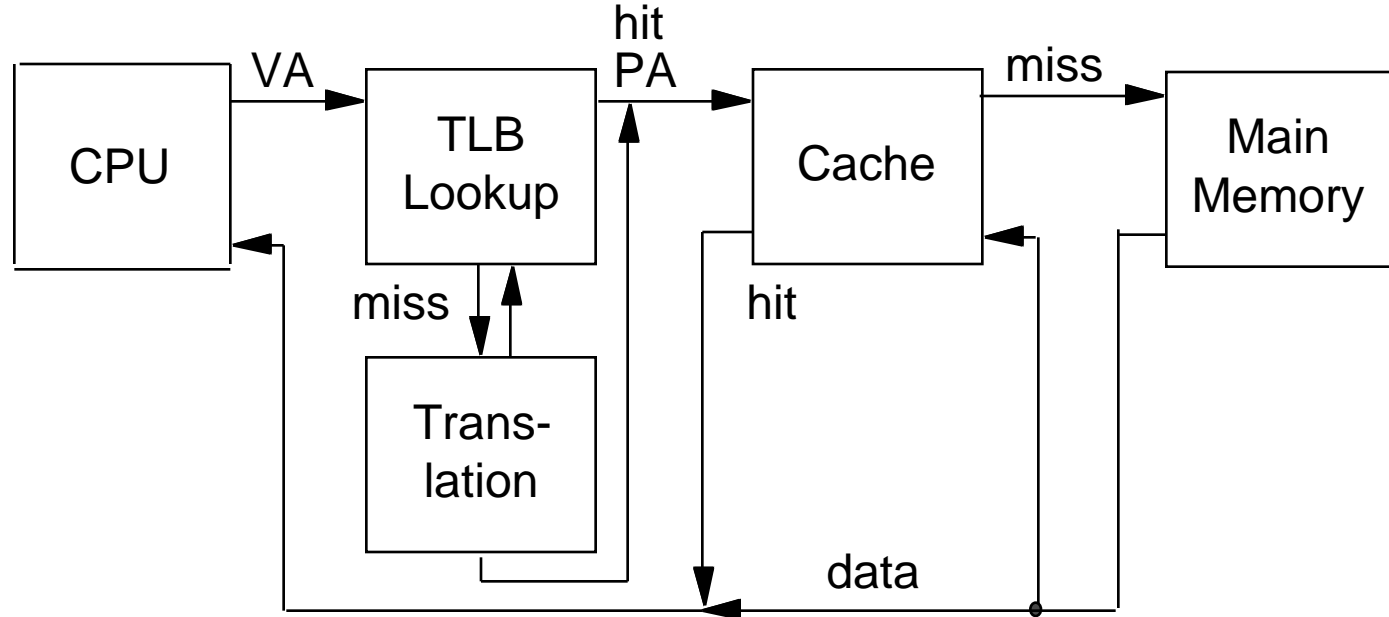 hit
VA
PA
miss
CPU
TLB
Lookup
Cache
Main
Memory
miss
hit
Trans-
lation
data